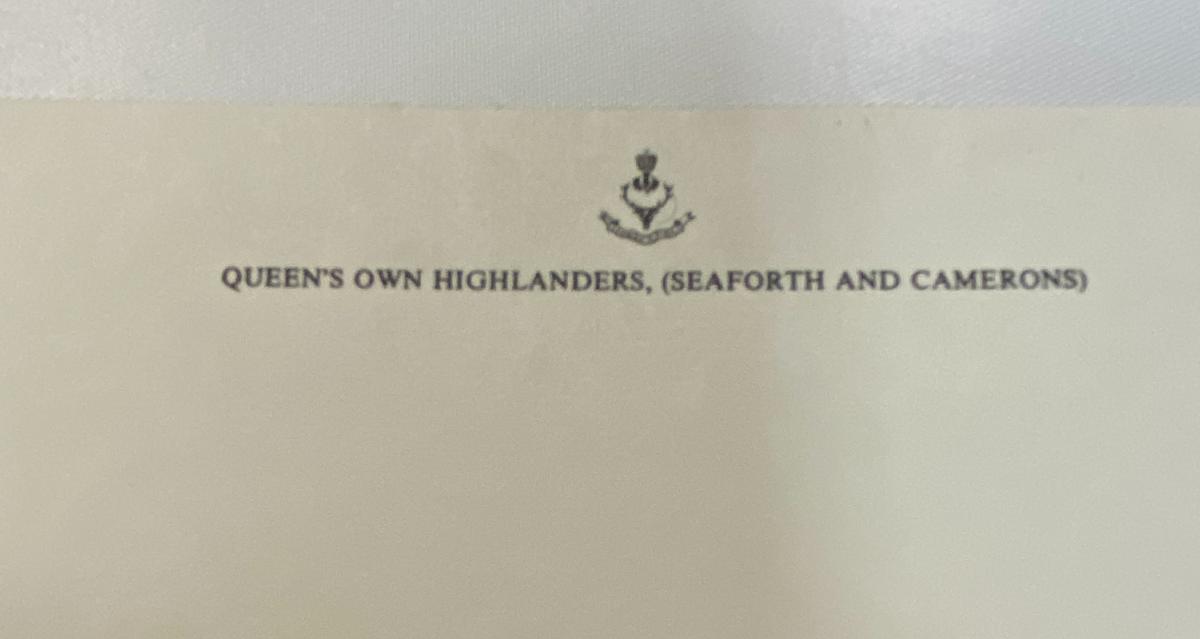 QUEEN'S OWN HIGHLANDERS, (SEAFORTH AND CAMERONS)